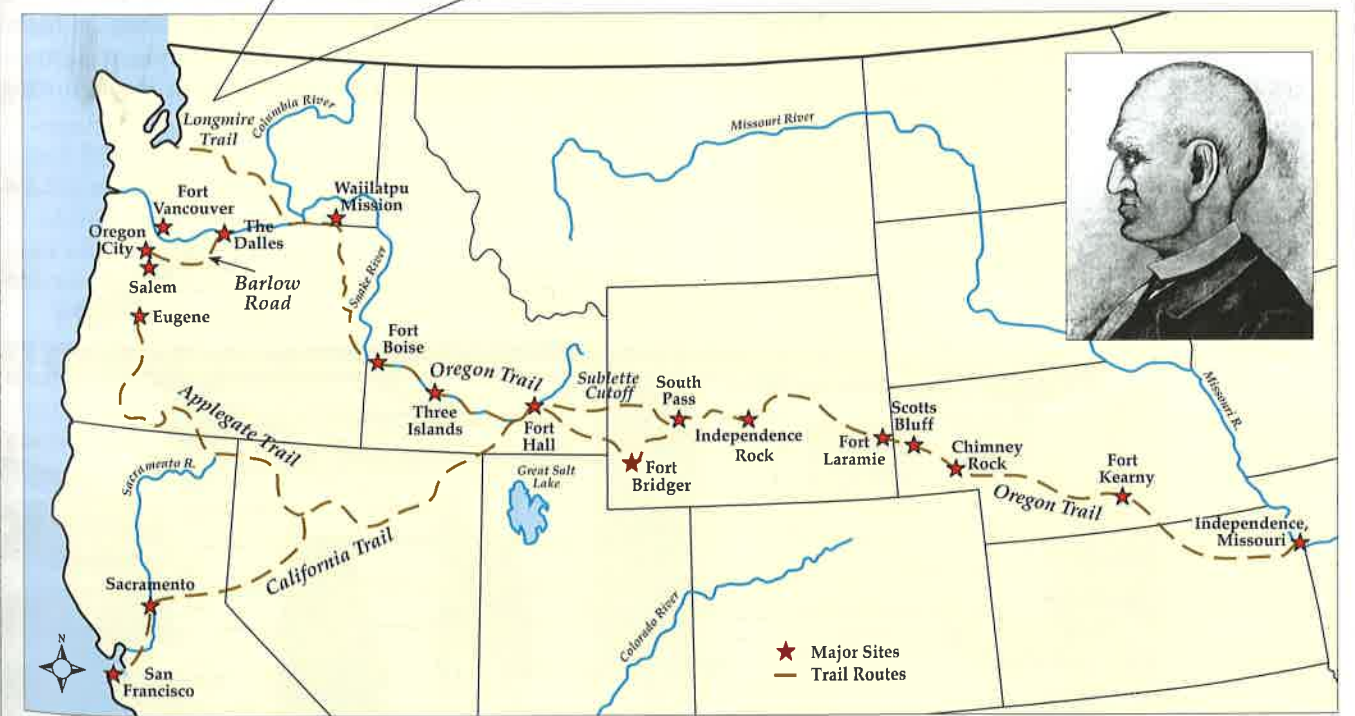 Longmire
Trail
Columbia River
Missouri River
Waiilatpu
Mission
Fort
Vancouver
Oregon
City
The
Dalles
Salem
Barlow
Road
Snake River
Eugene
Fort
Boise
Oregon Trail
Sublette
Cutoff
South
Pass
Three
Islands
Fort
Hall
Independence
Rock
Fort
Laramie
Scotts
Bluff
Chimney
Rock
Fort
Kearny
Missouri R.
Applegate Trail
Sacramento R.
Great Salt
Lake
Fort
Bridger
Oregon Trail
Independence,
Missouri
California Trail
Sacramento
Colorado River
N
San
Francisco
Major Sites
Trail Routes